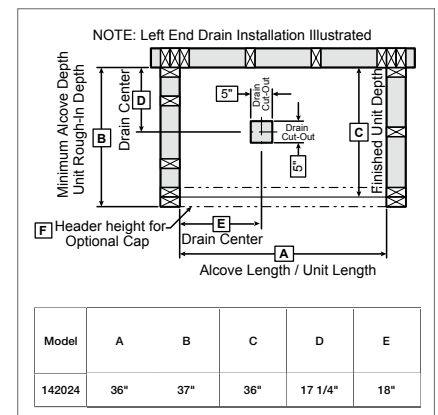 NOTE: Left End Drain Installation Illustrated
Minimum Alcove Depth
Unit Rough-In Depth
B
Drain Center
D
5"
Drain
Cut-Out
Drain
Cut-Out
5"
C
Finished Unit Depth
F Header height for
Optional Cap
E
Drain Center
A
Alcove Length / Unit Length
Model A B C D E
142024 36" 37" 36" 17 1/4" 18"